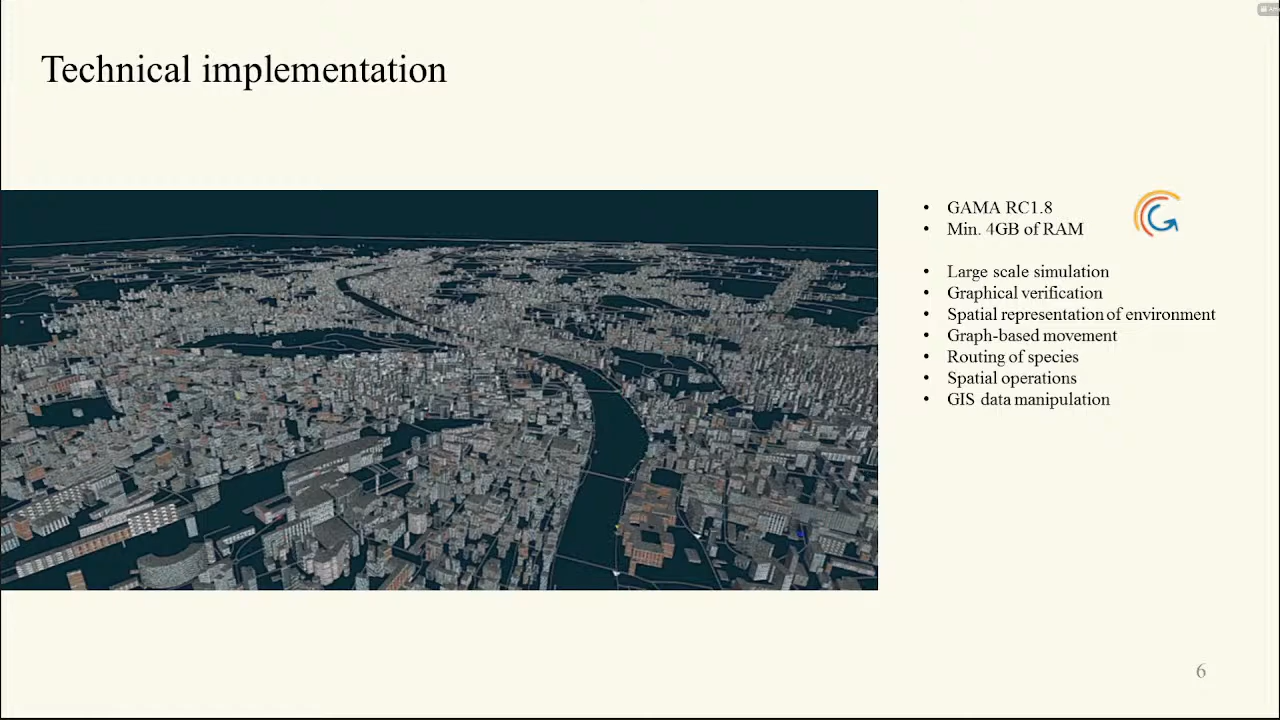 Technical implementation
• GAMA RC1.8
• Min. 4GB of RAM
• Large scale simulation
• Graphical verification
• Spatial representation of environment
• Graph-based movement
• Routing of species
• Spatial operations
• GIS data manipulation
6